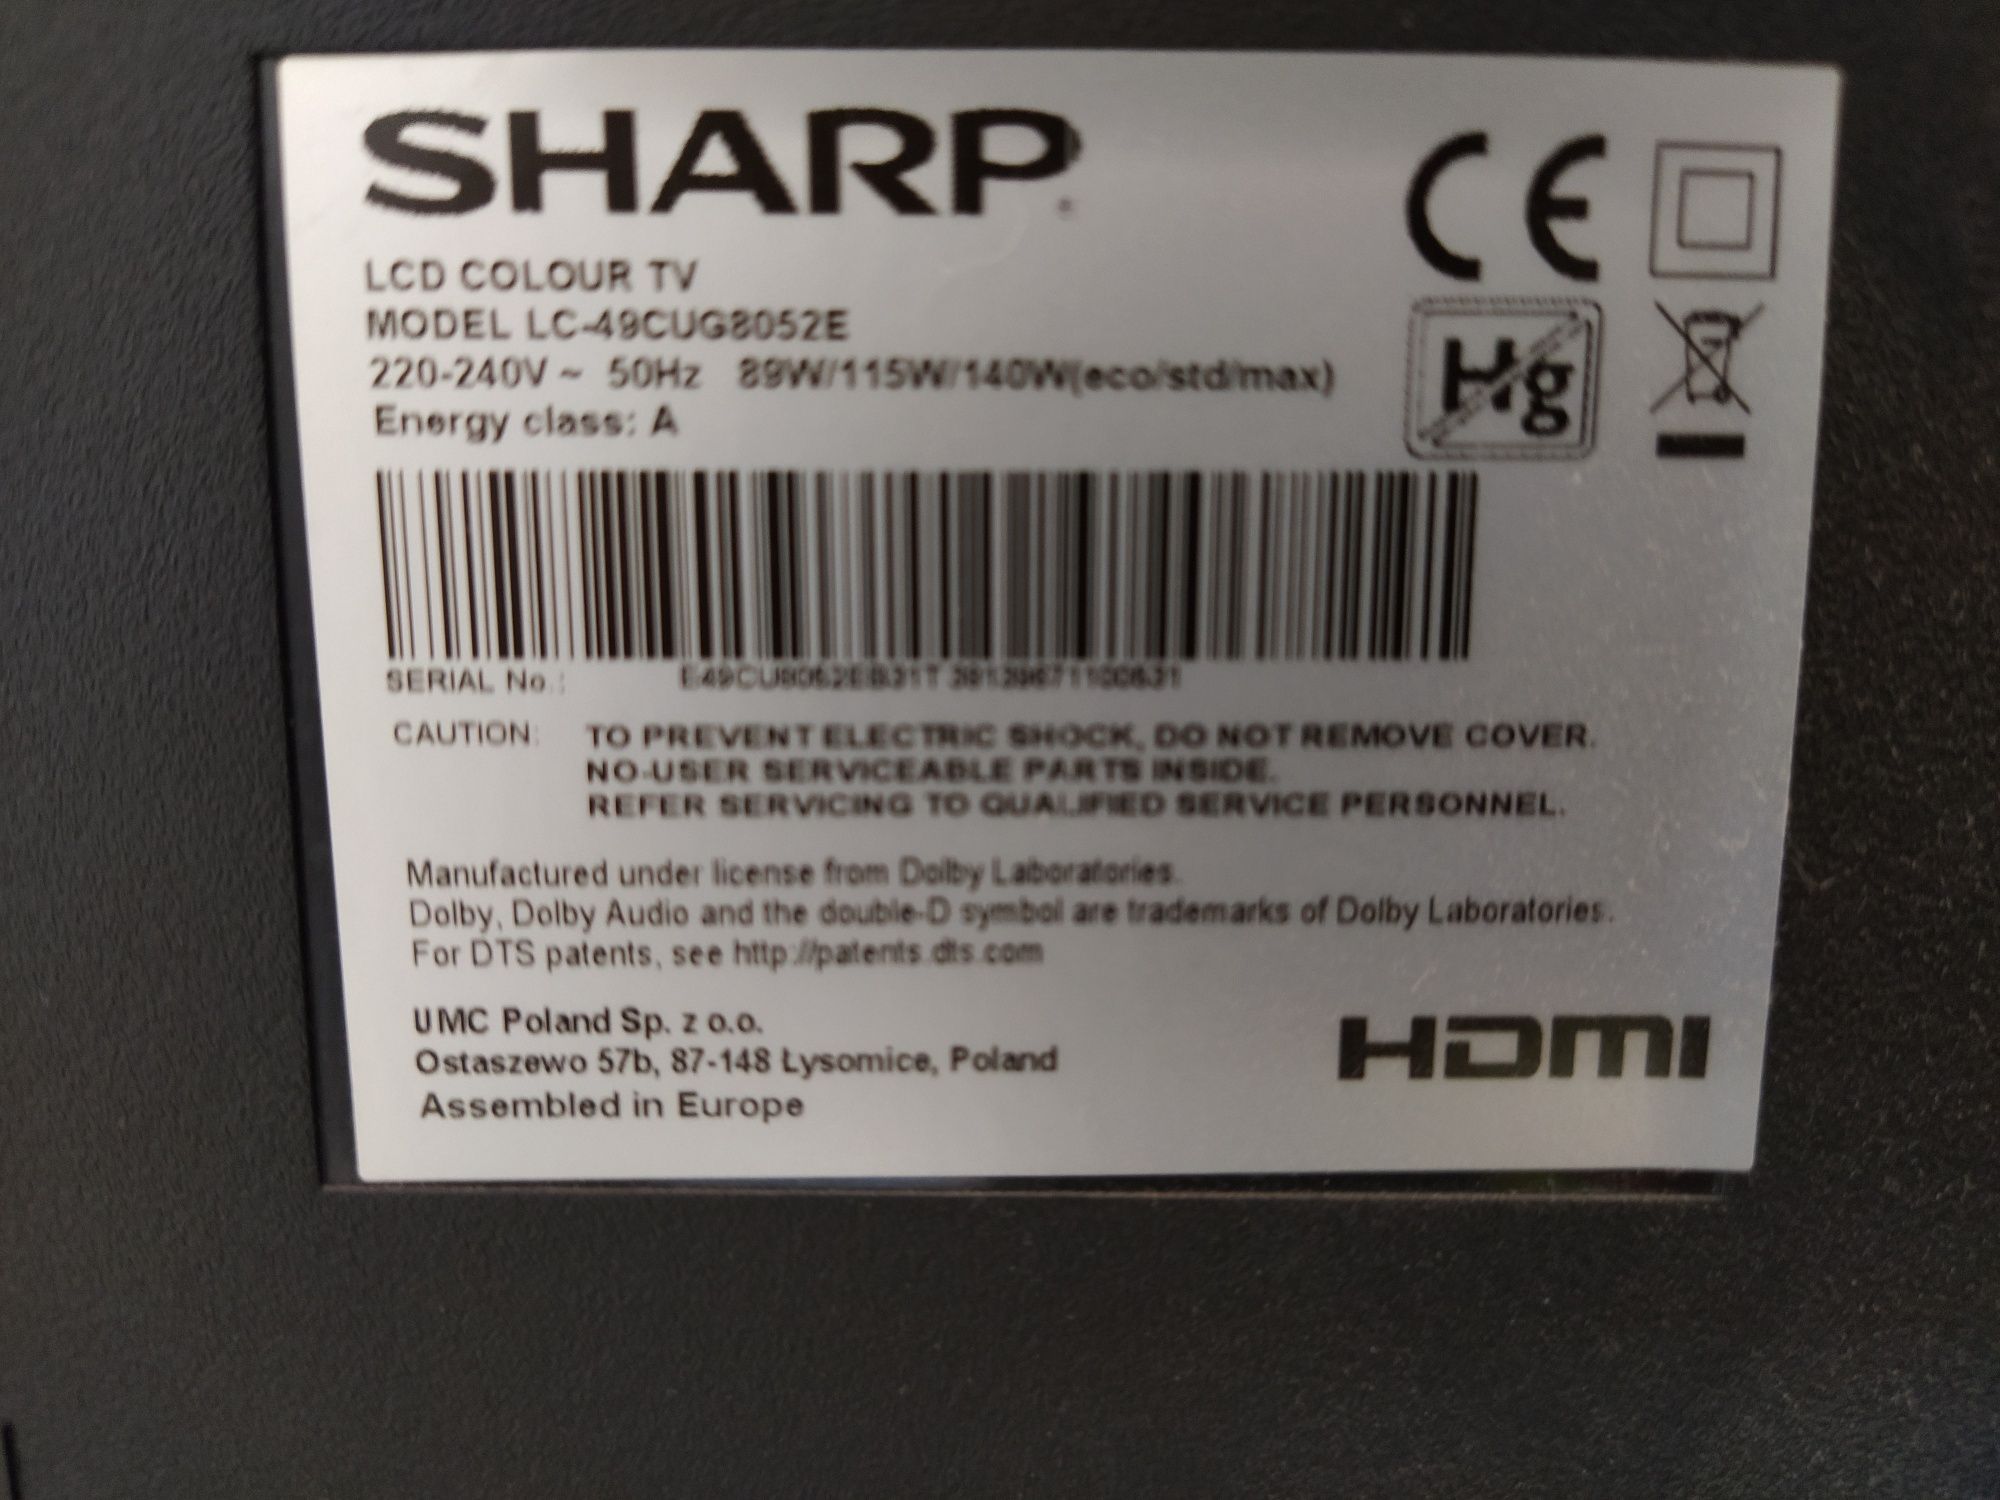 SHARP
CE
LCD COLOUR TV
MODEL LC-49CUG8052E
220-240V ~ 50Hz 89W/115W/140W(eco/std/max)
Energy class: A
Hg
SERIAL No.:
CAUTION: TO PREVENT ELECTRIC SHOCK, DO NOT REMOVE COVER.
NO-USER SERVICEABLE PARTS INSIDE.
REFER SERVICING TO QUALIFIED SERVICE PERSONNEL.
Manufactured under license from Dolby Laboratories.
Dolby, Dolby Audio and the double-D symbol are trademarks of Dolby Laboratories.
For DTS patents, see http://patents.dts.com
UMC Poland Sp. z o.o.
Ostaszewo 57b, 87-148 Łysomice, Poland
Assembled in Europe
HDMI